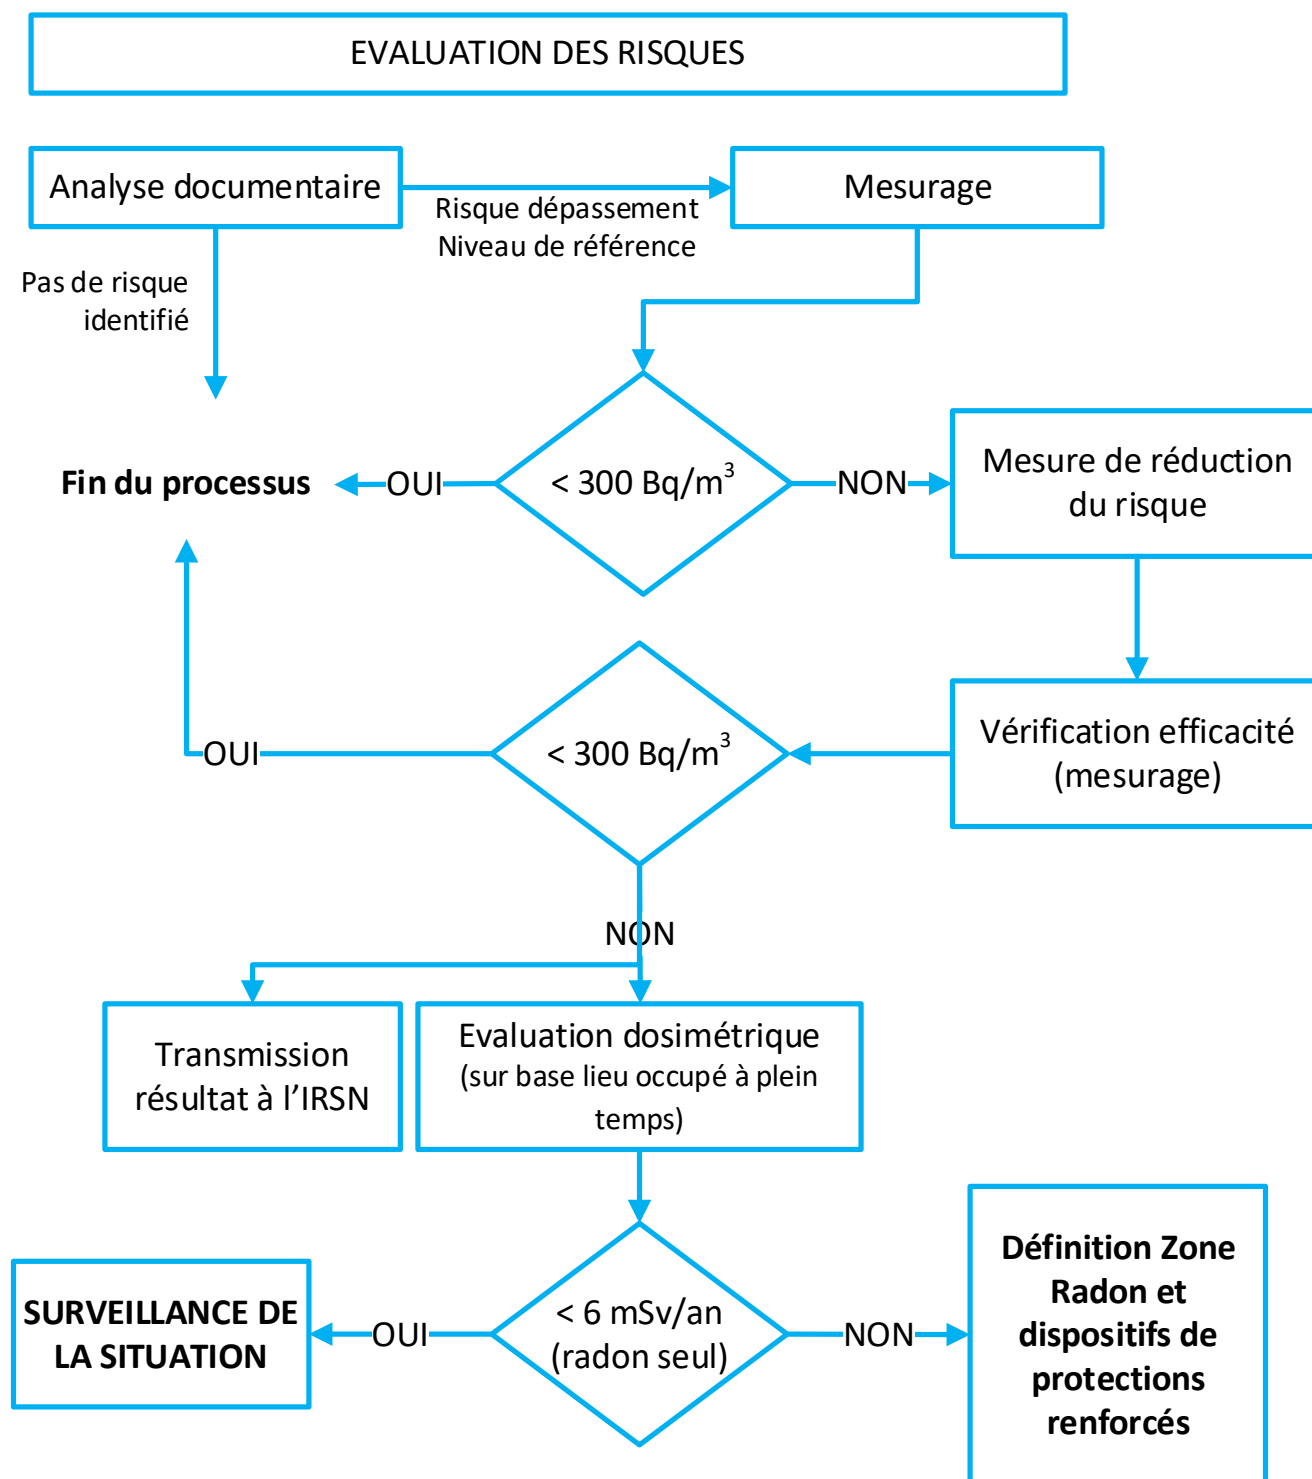 EVALUATION DES RISQUES
Analyse documentaire
Risque dépassement
Niveau de référence
Mesurage
Pas de risque
identifié
Fin du processus
OUI
< 300 Bq/m³
NON
Mesure de réduction
du risque
OUI
< 300 Bq/m³
Vérification efficacité
(mesurage)
NON
Transmission
résultat à l’IRSN
Evaluation dosimétrique
(sur base lieu occupé à plein
temps)
SURVEILLANCE DE
LA SITUATION
OUI
< 6 mSv/an
(radon seul)
NON
Définition Zone
Radon et
dispositifs de
protections
renforcés